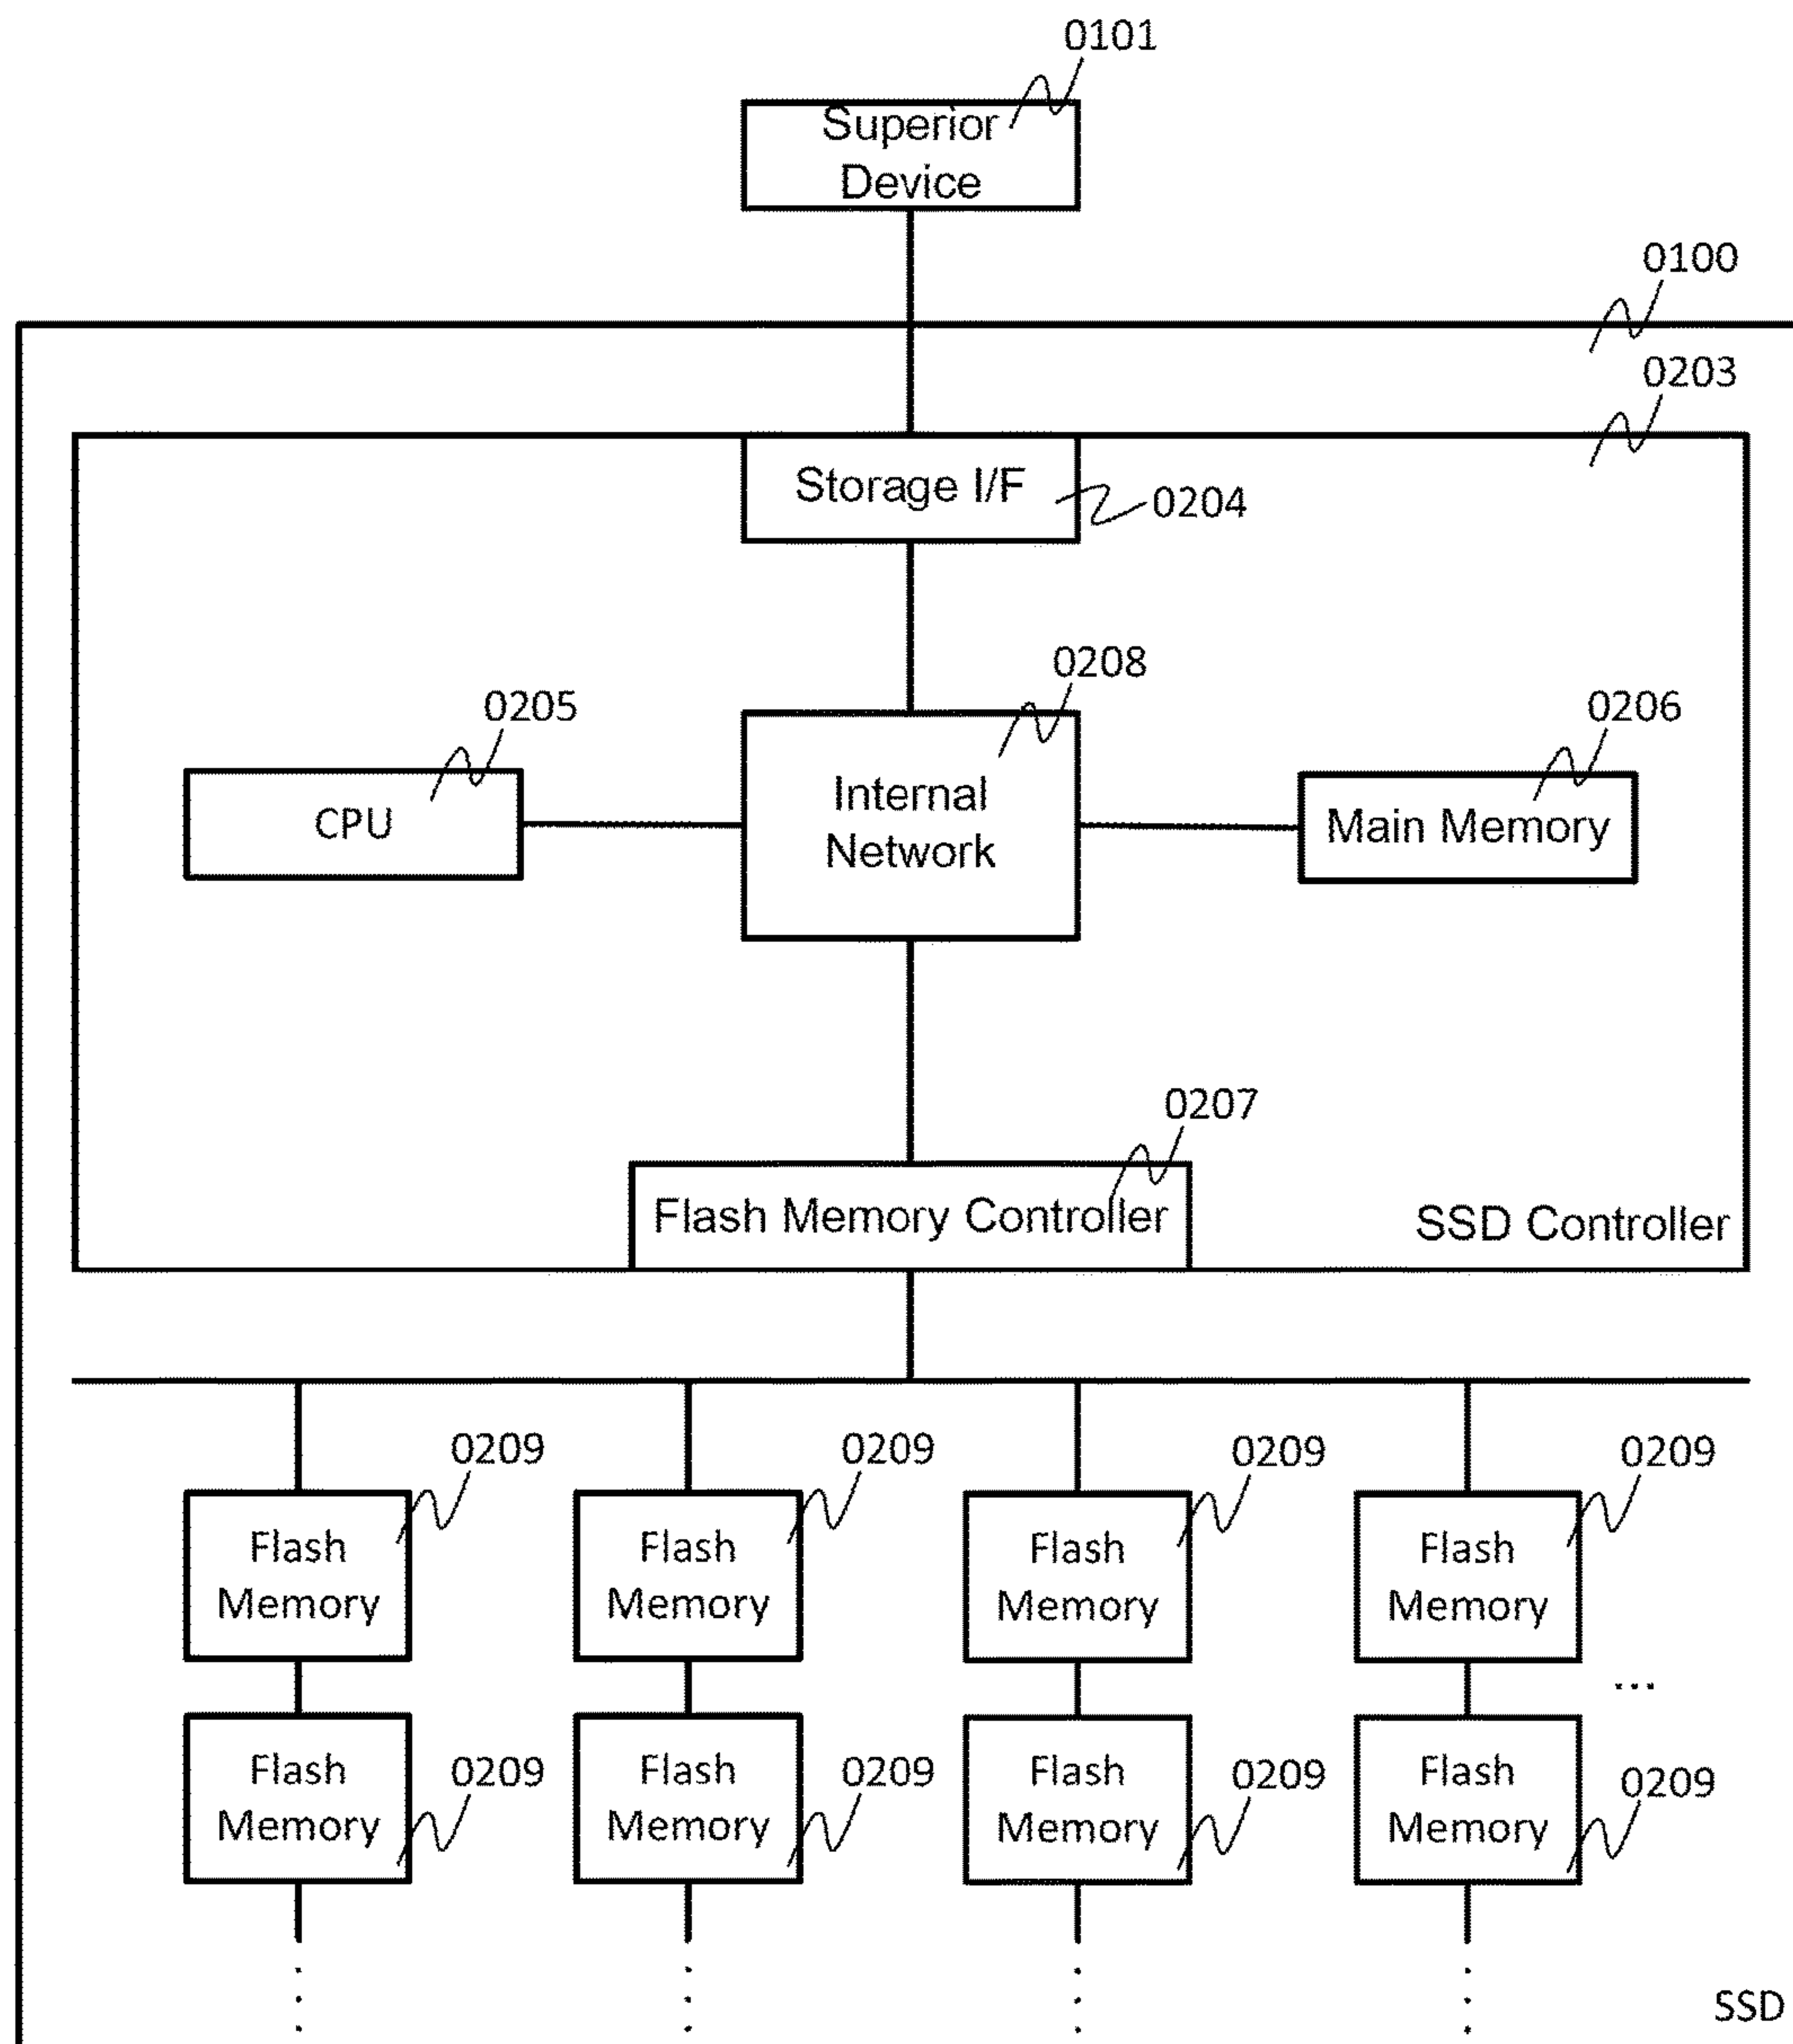 0101
Superior
Device
0100
0203
Storage I/F
0204
0208
0205
0206
Internal
Network
CPU
Main Memory
0207
Flash Memory Controller
SSD Controller
0209 0209 0209 0209
Flash Flash Flash Flash
Memory Memory Memory Memory
...
Flash Flash Flash Flash
0209 0209 0209 0209
Memory Memory Memory Memory
SSD